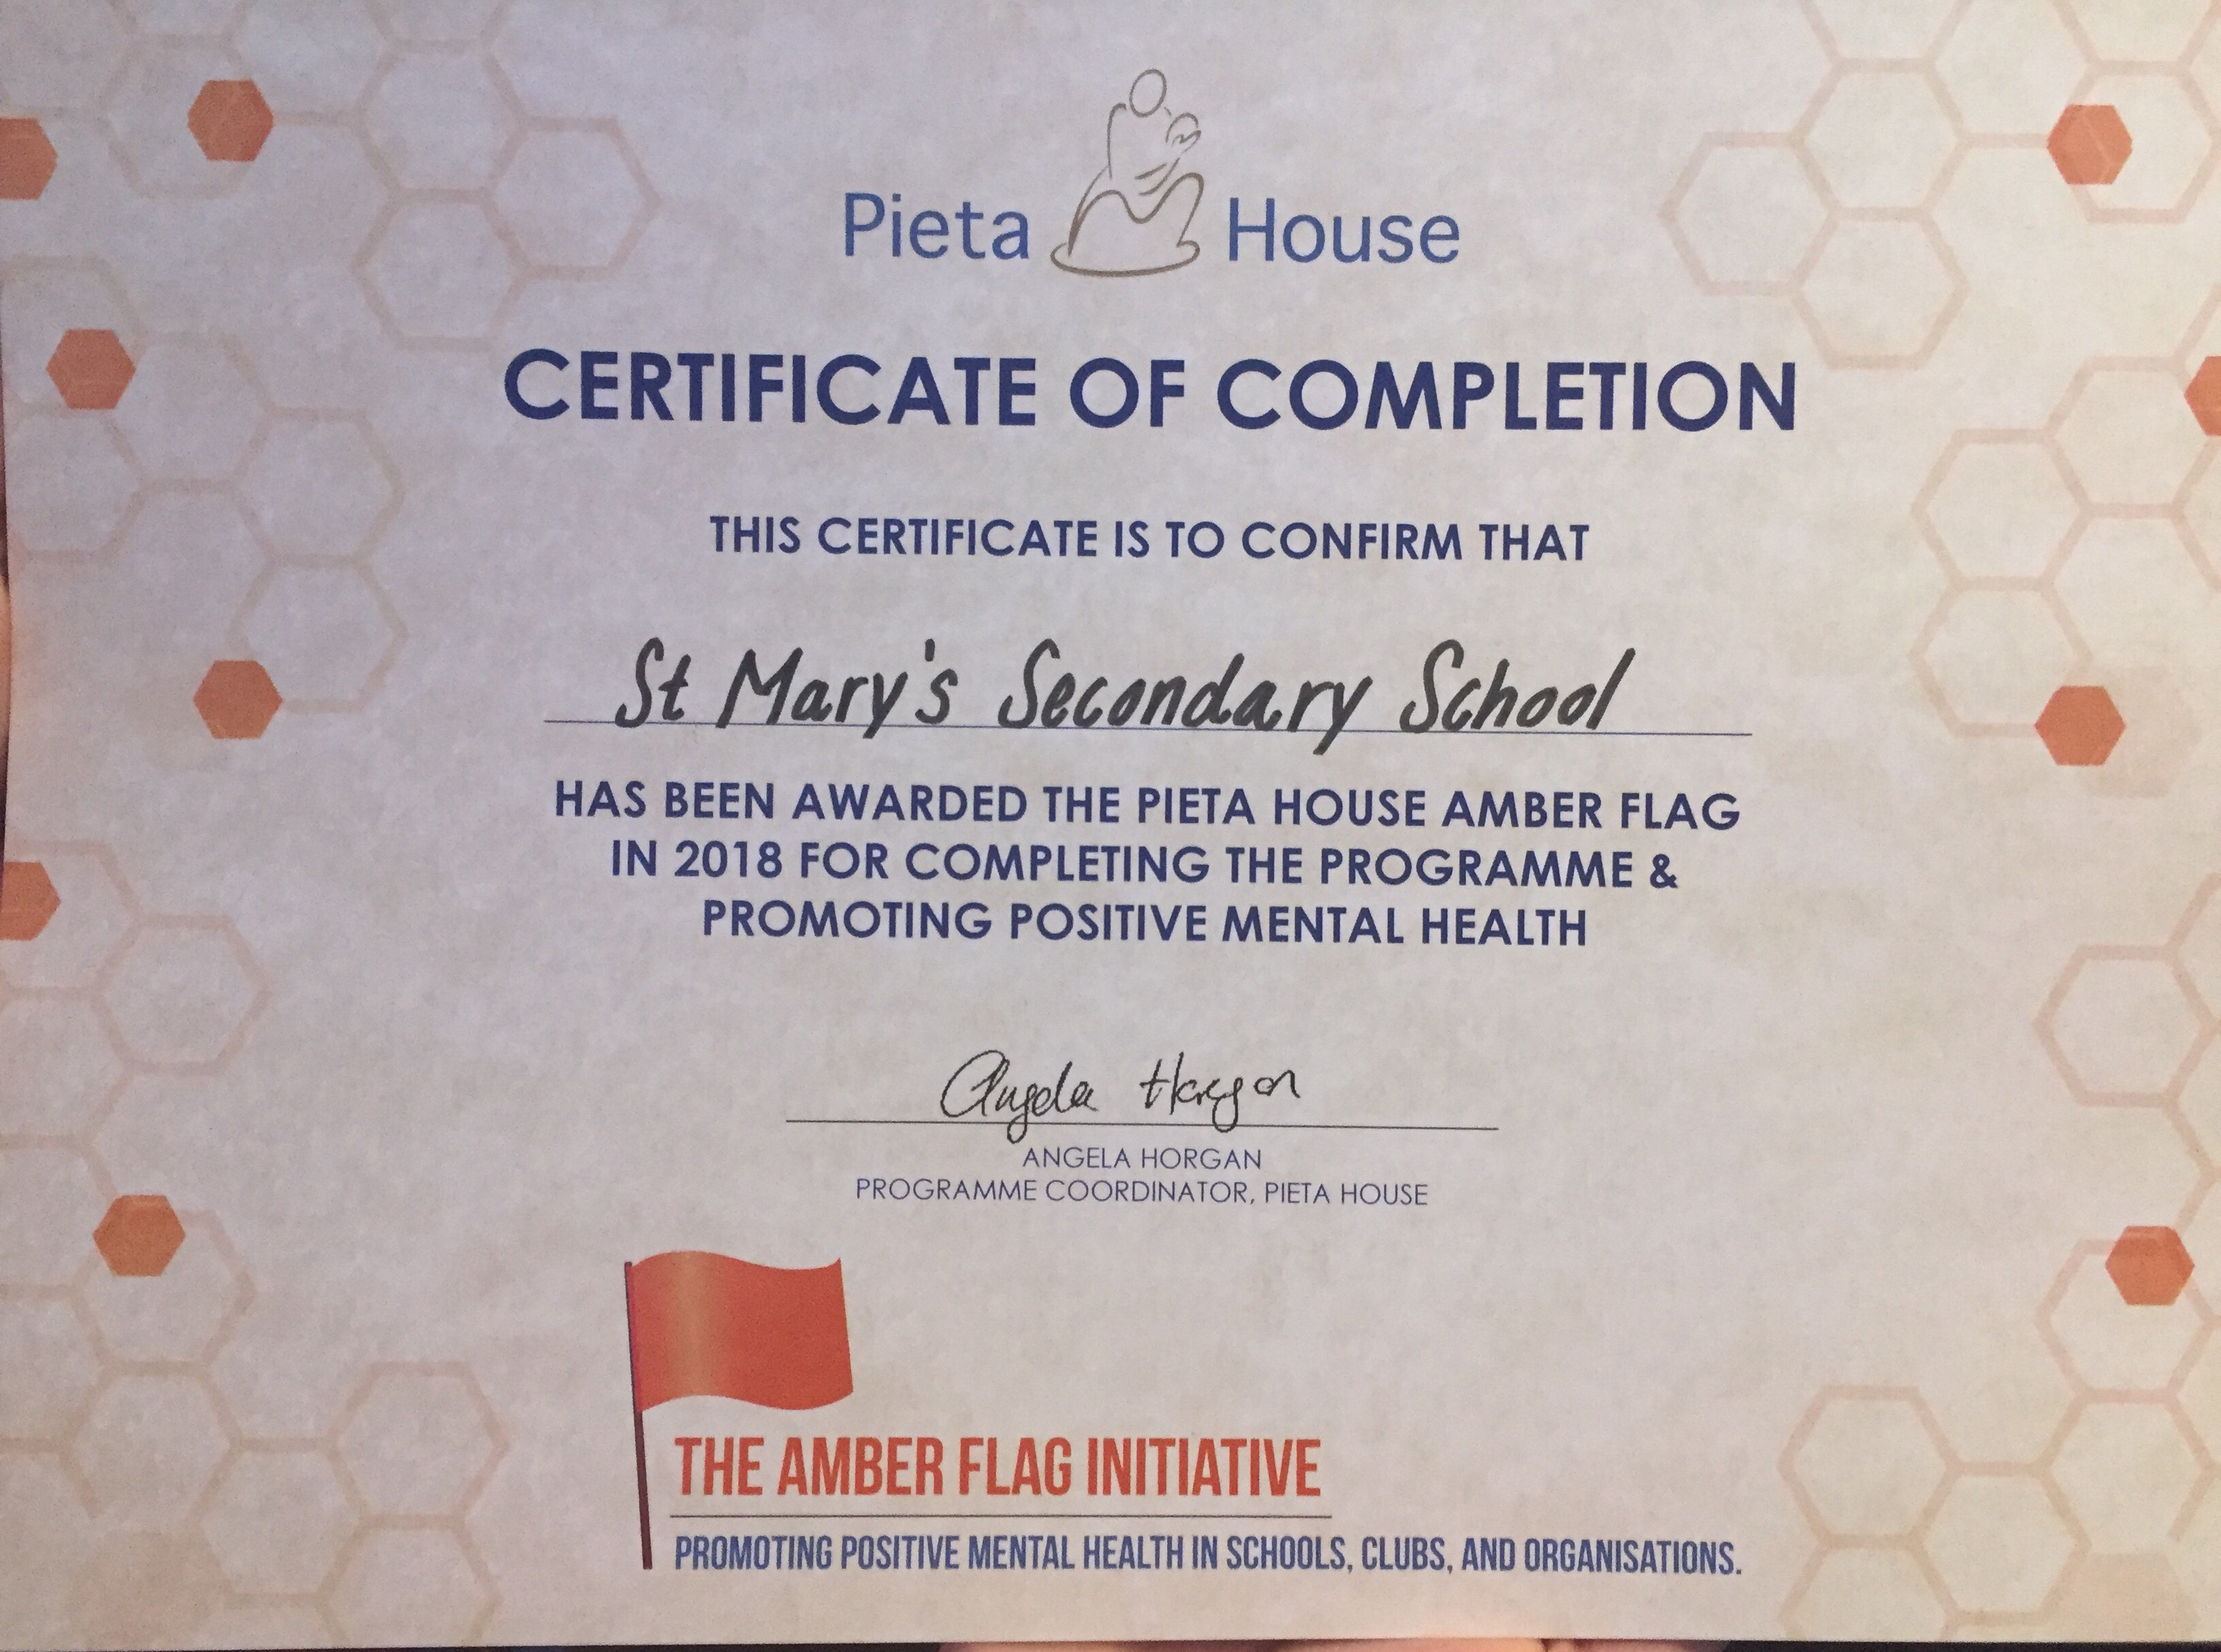 Pieta House
CERTIFICATE OF COMPLETION
THIS CERTIFICATE IS TO CONFIRM THAT
St Mary's Secondary School
HAS BEEN AWARDED THE PIETA HOUSE AMBER FLAG
IN 2018 FOR COMPLETING THE PROGRAMME &
PROMOTING POSITIVE MENTAL HEALTH
Angela Horgan
ANGELA HORGAN
PROGRAMME COORDINATOR, PIETA HOUSE
THE AMBER FLAG INITIATIVE
PROMOTING POSITIVE MENTAL HEALTH IN SCHOOLS, CLUBS, AND ORGANISATIONS.